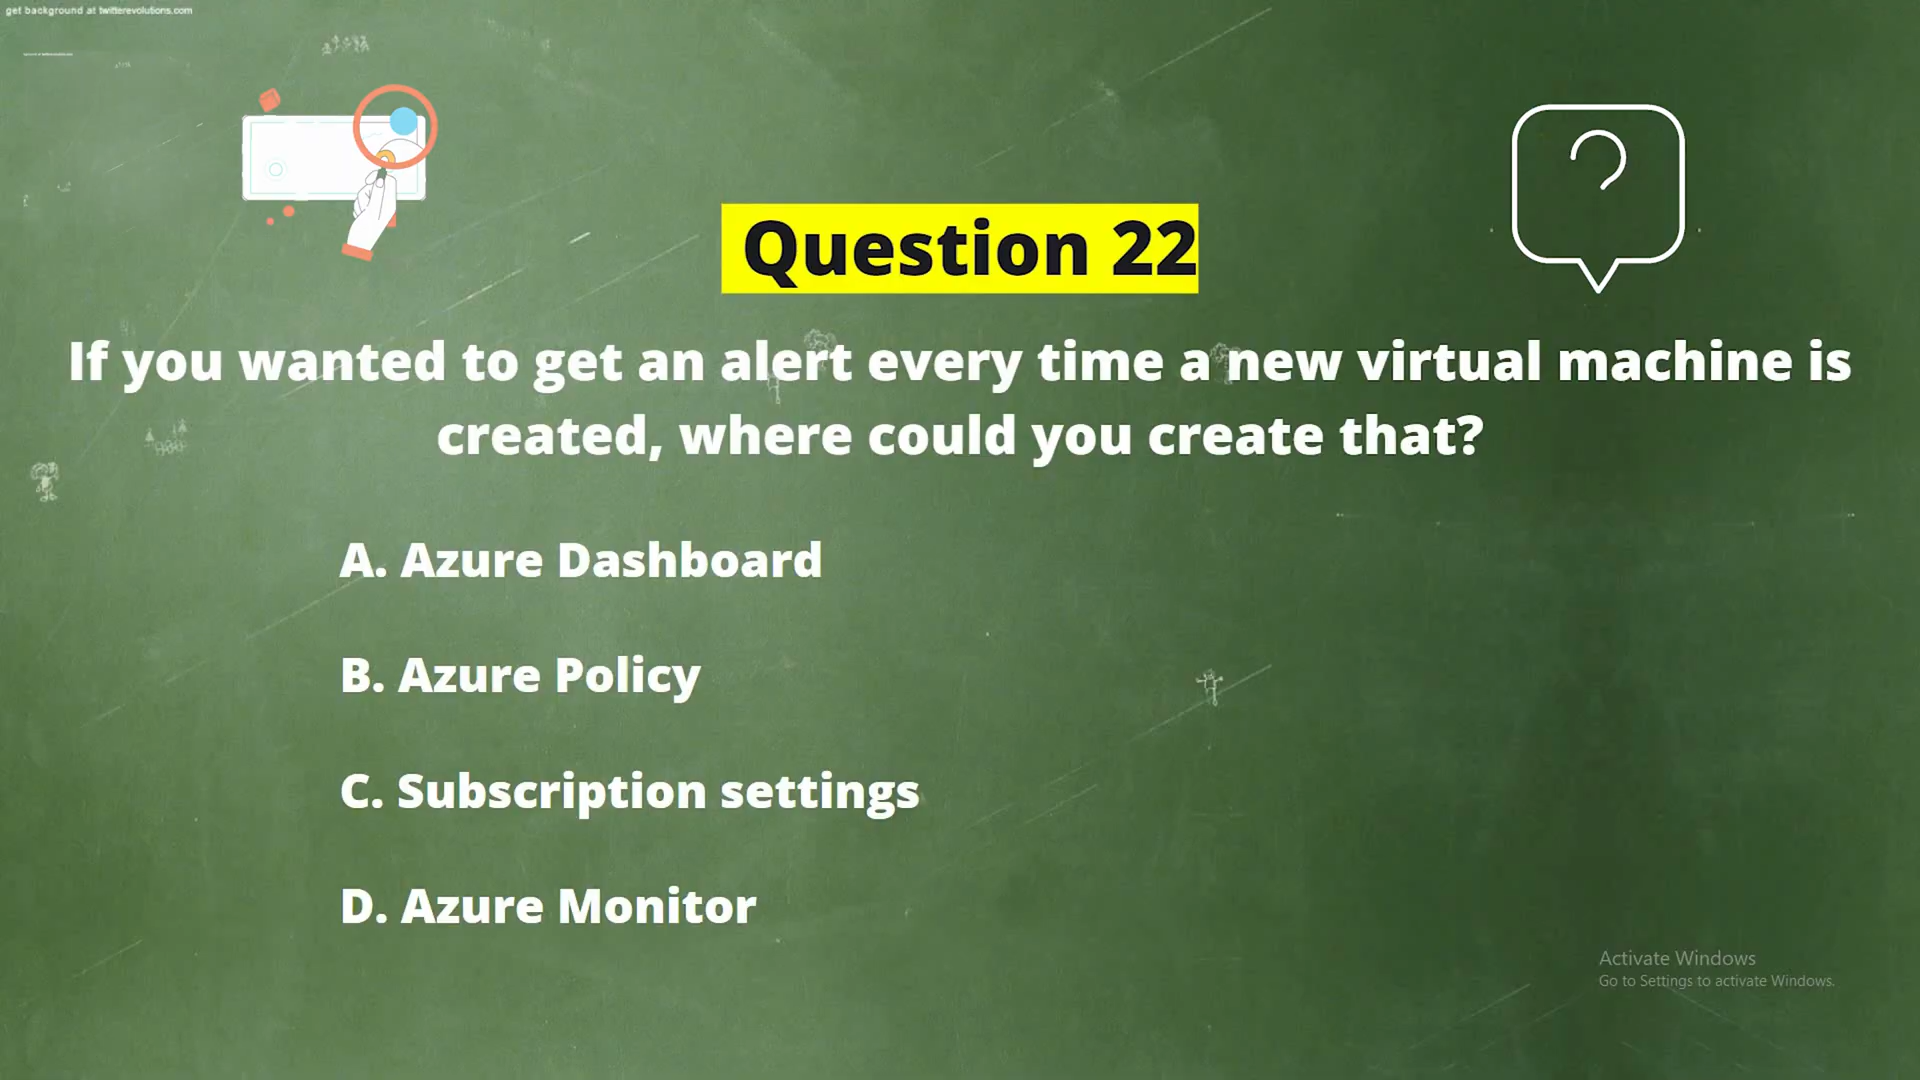 get background at twitterevolutions.com
Question 22
If you wanted to get an alert every time a new virtual machine is
created, where could you create that?
A. Azure Dashboard
B. Azure Policy
C. Subscription settings
D. Azure Monitor
Activate Windows
Go to Settings to activate Windows.